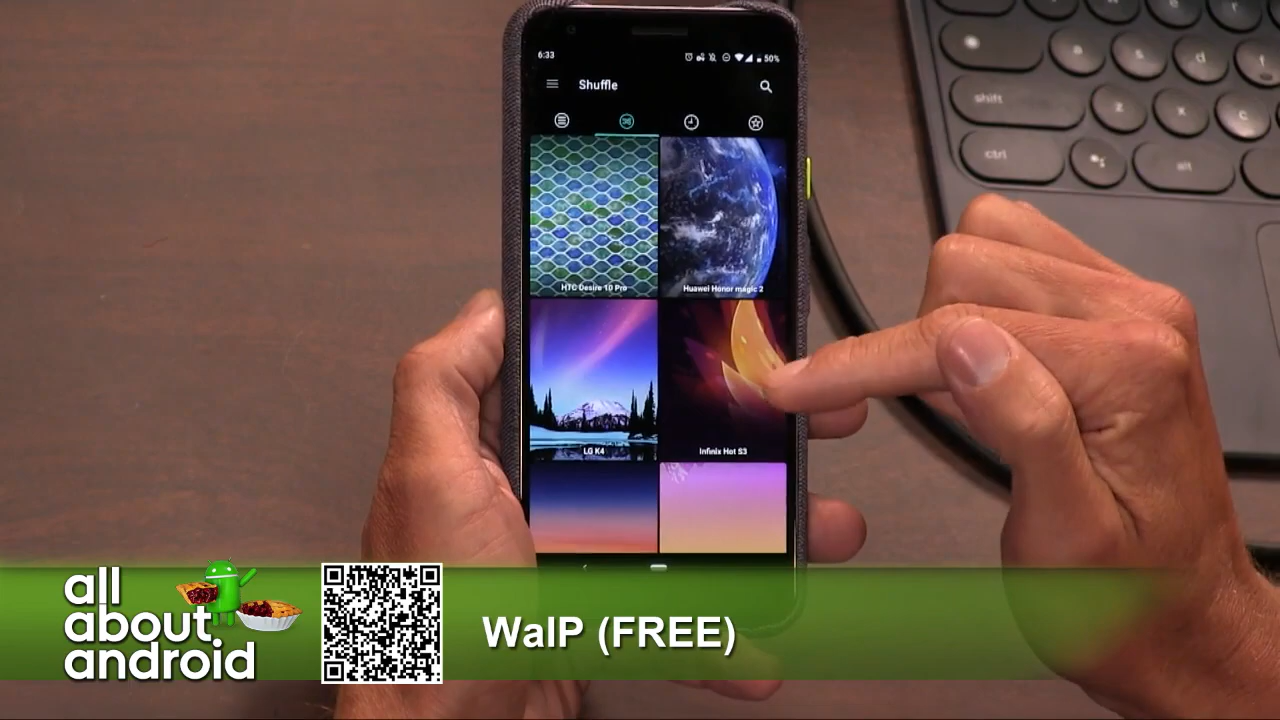 6:33
50%
Shuffle
HTC Desire 10 Pro
Huawei Honor magic 2
LG K4
Infinix Hot S3
e
r
a
s
d
f
shift
z
x
c
ctrl
alt
all
about
android
WalP (FREE)